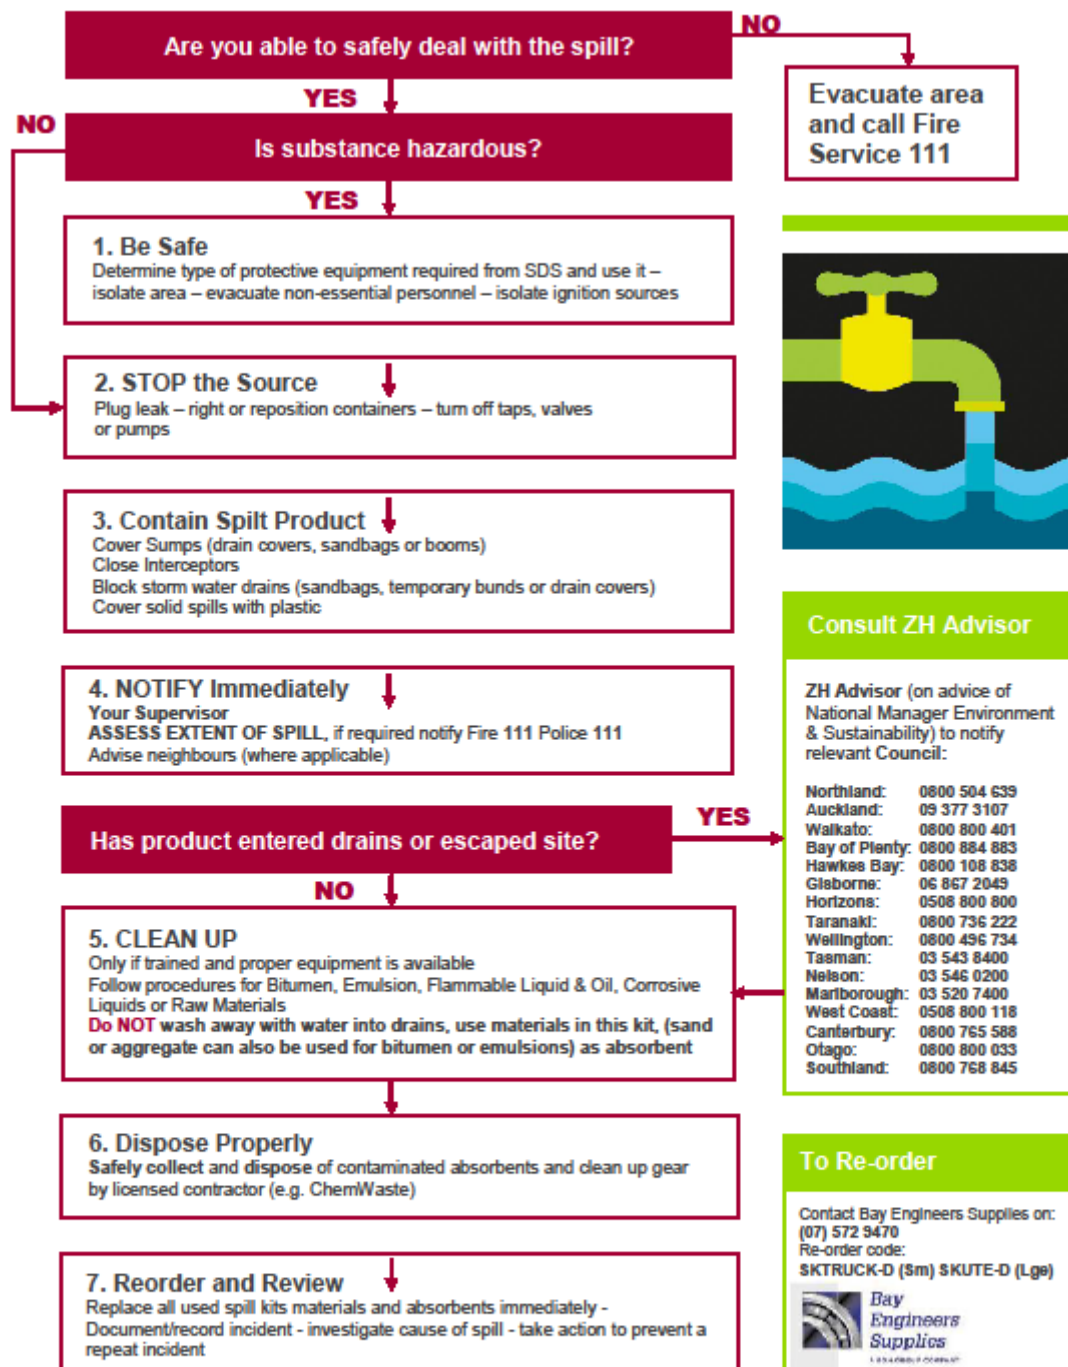 Are you able to safely deal with the spill?
NO
Evacuate area
and call Fire
Service 111
YES
NO
Is substance hazardous?
YES
1. Be Safe
Determine type of protective equipment required from SDS and use it –
isolate area – evacuate non-essential personnel – isolate ignition sources
2. STOP the Source
Plug leak – right or reposition containers – turn off taps, valves
or pumps
3. Contain Spilt Product
Cover Sumps (drain covers, sandbags or booms)
Close Interceptors
Block storm water drains (sandbags, temporary bunds or drain covers)
Cover solid spills with plastic
4. NOTIFY Immediately
Your Supervisor
ASSESS EXTENT OF SPILL, if required notify Fire 111 Police 111
Advise neighbours (where applicable)
Has product entered drains or escaped site?
YES
NO
5. CLEAN UP
Only if trained and proper equipment is available
Follow procedures for Bitumen, Emulsion, Flammable Liquid & Oil, Corrosive
Liquids or Raw Materials
Do NOT wash away with water into drains, use materials in this kit, (sand
or aggregate can also be used for bitumen or emulsions) as absorbent
6. Dispose Properly
Safely collect and dispose of contaminated absorbents and clean up gear
by licensed contractor (e.g. ChemWaste)
7. Reorder and Review
Replace all used spill kits materials and absorbents immediately -
Document/record incident - investigate cause of spill - take action to prevent a
repeat incident
Consult ZH Advisor
ZH Advisor (on advice of
National Manager Environment
& Sustainability) to notify
relevant Council:
Northland: 0800 504 639
Auckland: 09 377 3107
Waikato: 0800 800 401
Bay of Plenty: 0800 884 883
Hawkes Bay: 0800 108 838
Gisborne: 06 867 2049
Horizons: 0508 800 800
Taranaki: 0800 736 222
Wellington: 0800 496 734
Tasman: 03 543 8400
Nelson: 03 546 0200
Marlborough: 03 520 7400
West Coast: 0508 800 118
Canterbury: 0800 765 588
Otago: 0800 800 033
Southland: 0800 768 845
To Re-order
Contact Bay Engineers Supplies on:
(07) 572 9470
Re-order code:
SKTRUCK-D (Sm) SKUTE-D (Lge)
Bay
Engineers
Supplies